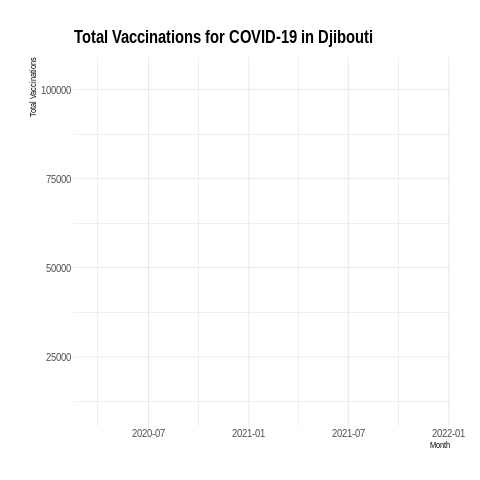 Total Vaccinations for COVID-19 in Djibouti
Total Vaccinations
100000
75000
50000
25000
2020-07 2021-01 2021-07 2022-01
Month